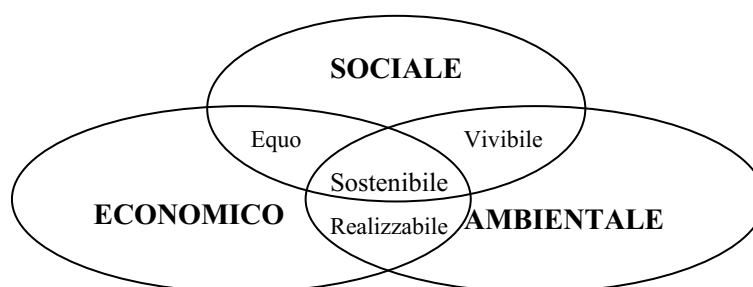 SOCIALE
Equo
Vivibile
Sostenibile
ECONOMICO
Realizzabile
AMBIENTALE